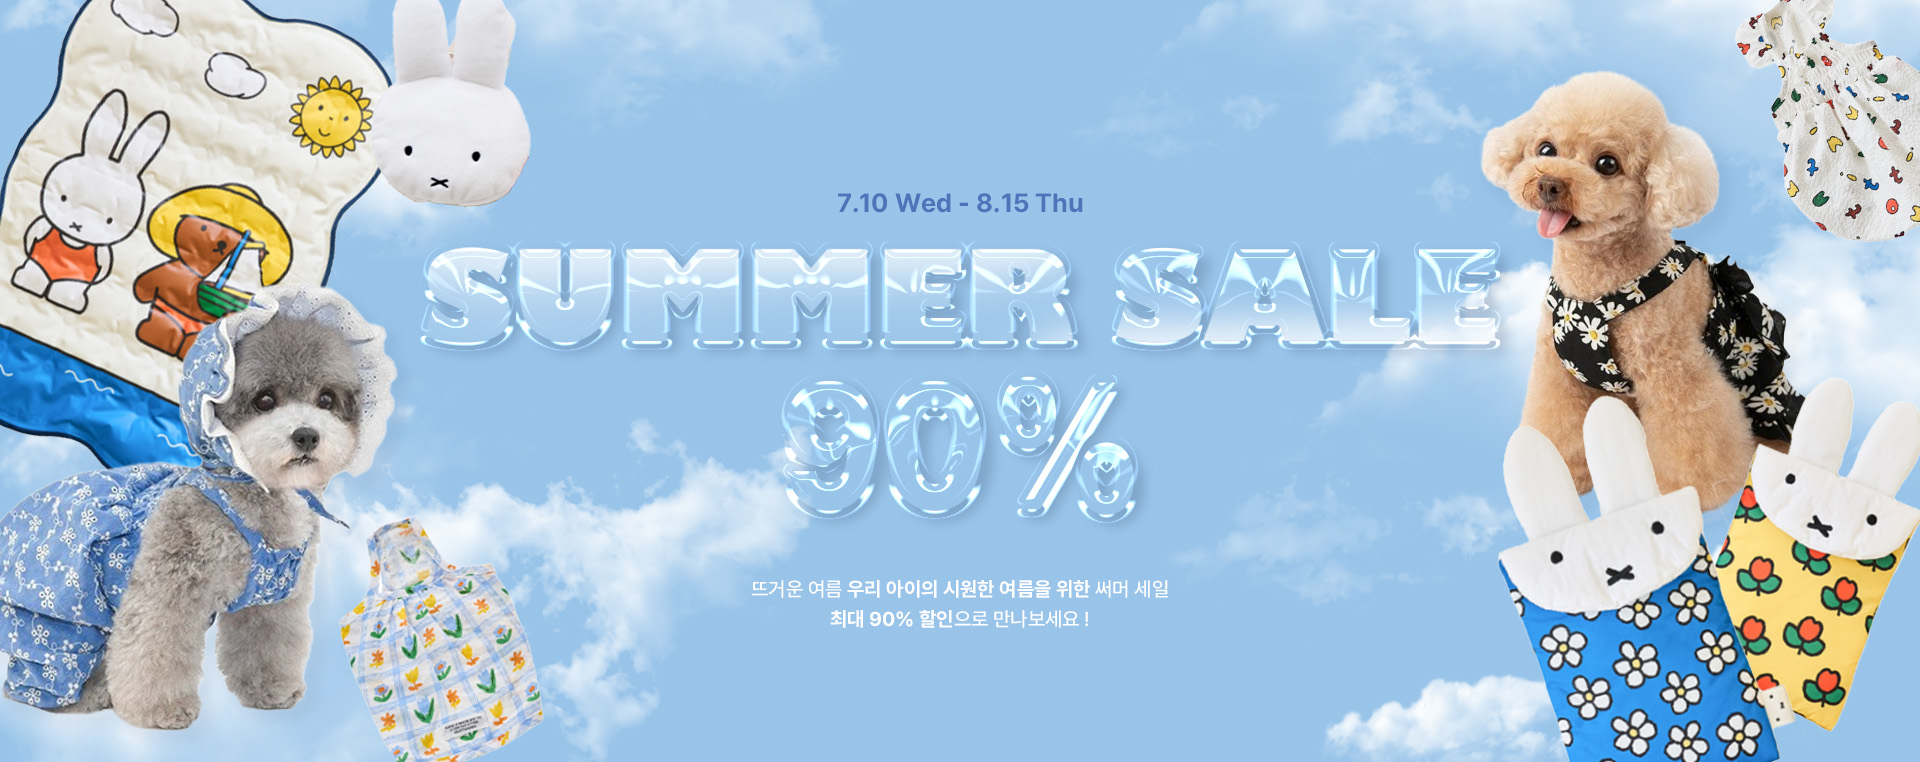 7.10 Wed - 8.15 Thu
SUMMER SALE
90%
뜨거운 여름 우리 아이의 시원한 여름을 위한 써머 세일
최대 90% 할인으로 만나보세요 !